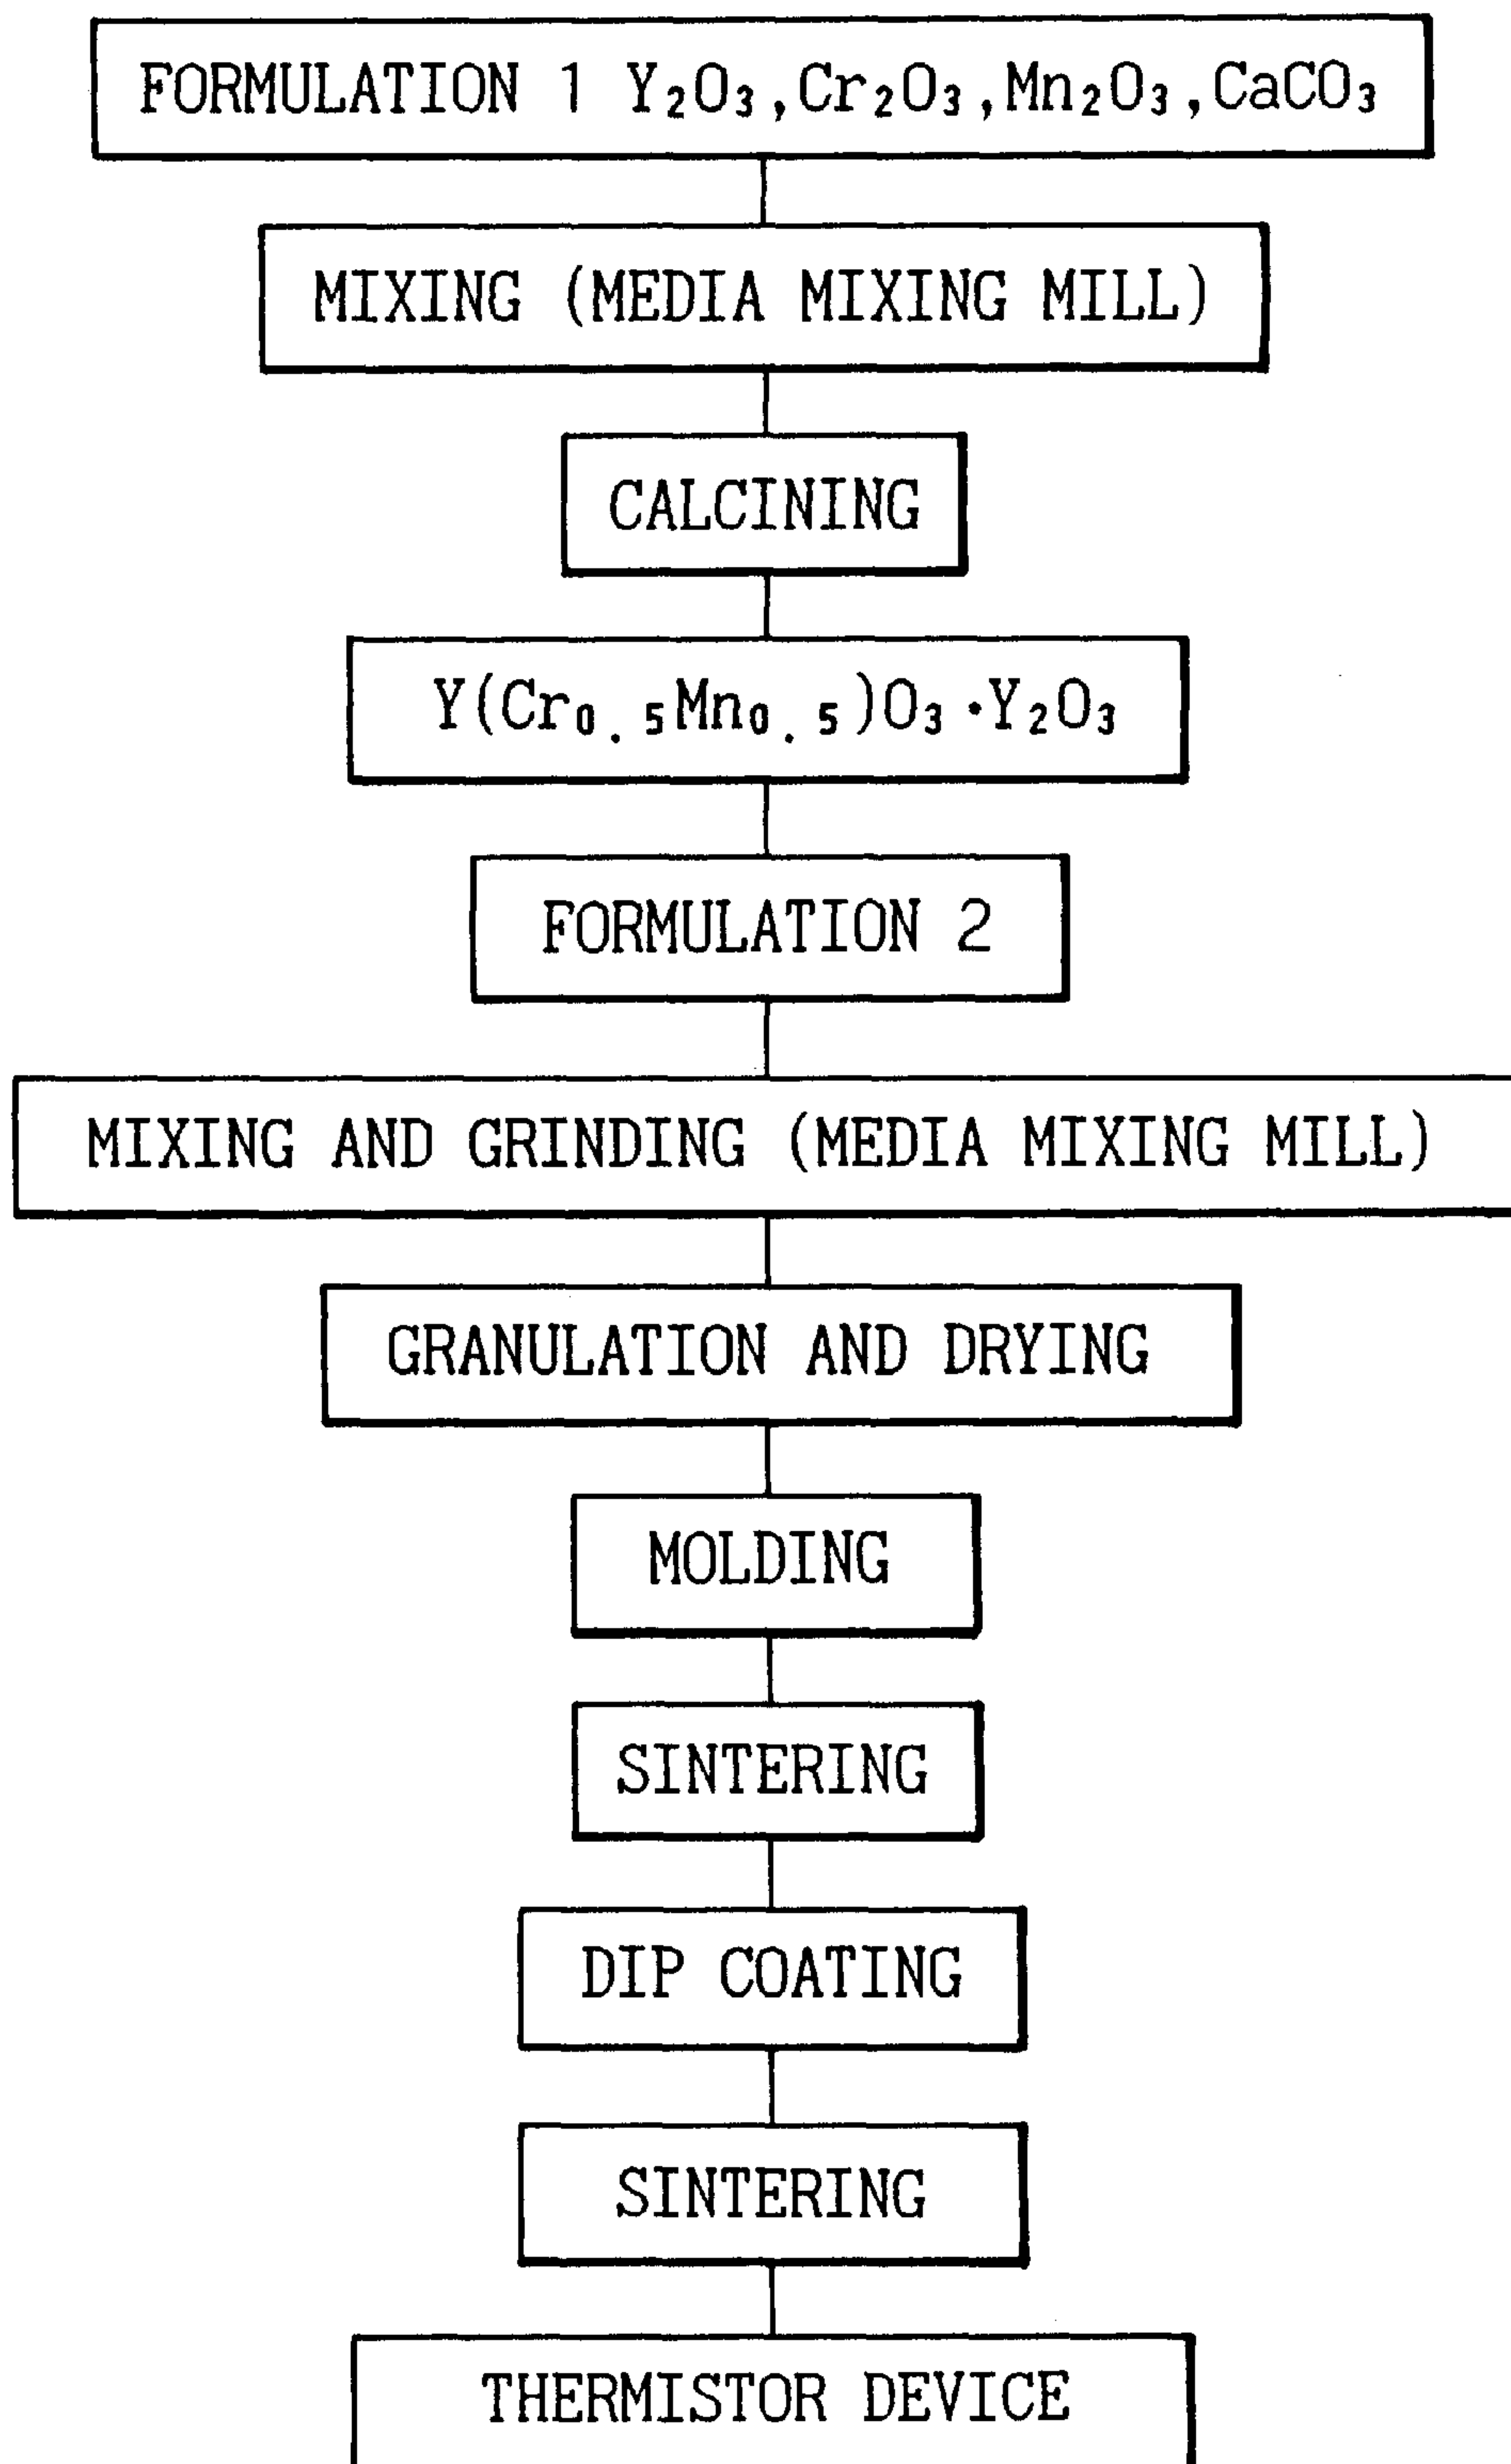 FORMULATION 1 Y₂O₃,Cr₂O₃,Mn₂O₃,CaCO₃
MIXING (MEDIA MIXING MILL)
CALCINING
Y(Cr₀.₅Mn₀.₅)O₃·Y₂O₃
FORMULATION 2
MIXING AND GRINDING (MEDIA MIXING MILL)
GRANULATION AND DRYING
MOLDING
SINTERING
DIP COATING
SINTERING
THERMISTOR DEVICE